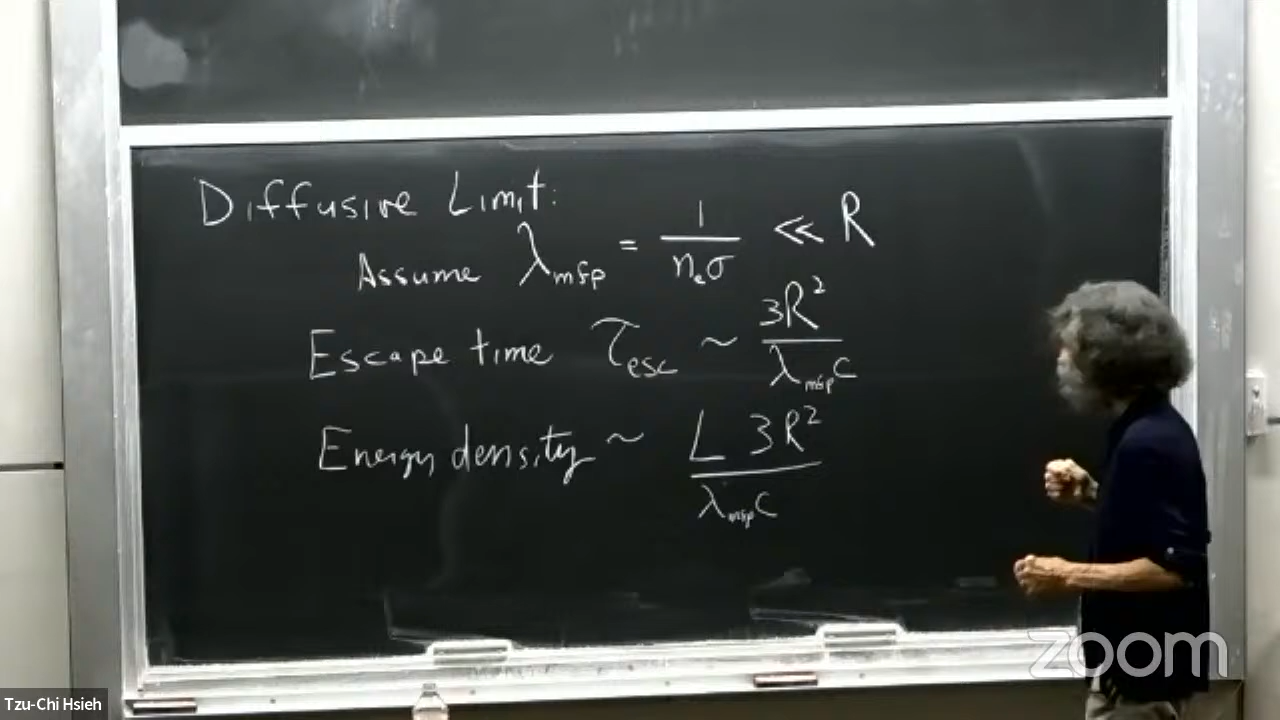 Diffusive Limit:
Assume λmfp = 1/(nₑσ) ≪ R
Escape time τesc ~ 3R²/(λmfp c)
Energy density ~ L 3R²/(λmfp c)
zoom
Tzu-Chi Hsieh